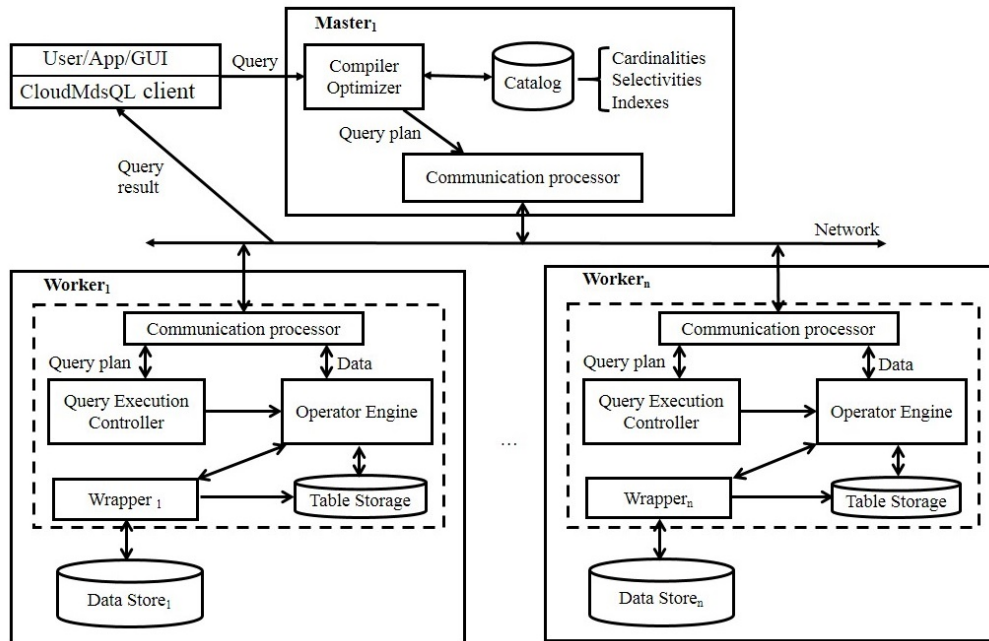 Master1
User/App/GUI
CloudMdsQL client
Query
Compiler
Optimizer
Catalog
Cardinalities
Selectivities
Indexes
Query plan
Communication processor
Query
result
Network
Worker1
Communication processor
Query plan
Data
Query Execution
Controller
Operator Engine
Wrapper 1
Table Storage
Data Store1
...
Workern
Communication processor
Query plan
Data
Query Execution
Controller
Operator Engine
Wrappern
Table Storage
Data Storen